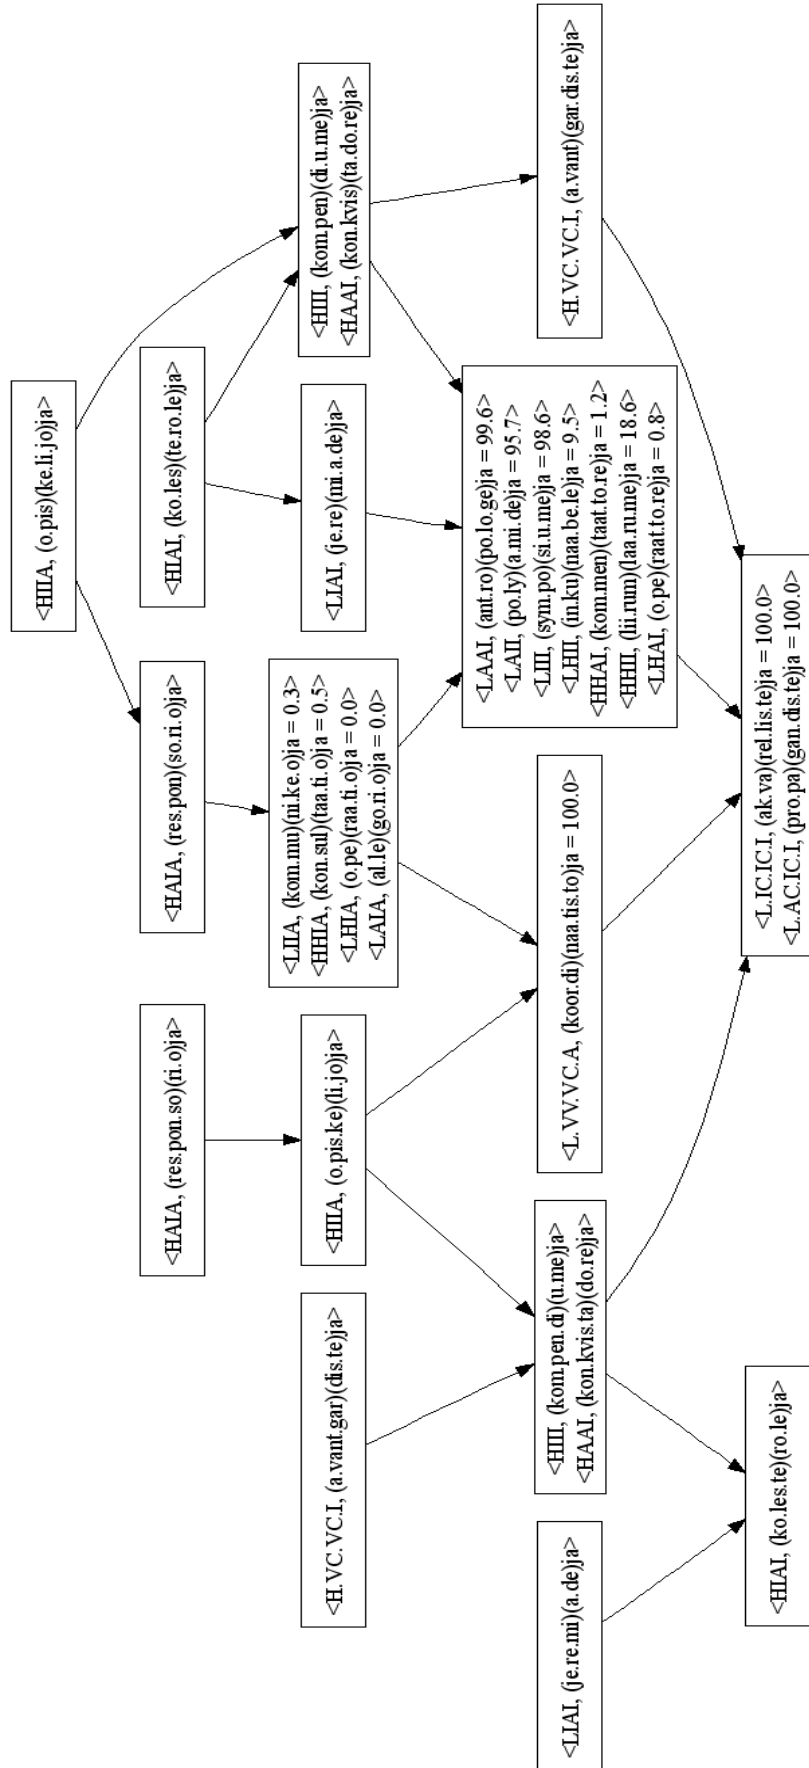 <HIIA, (o.pis)(ke.li.jo)ja>
<HAIA, (res.pon.so)(ri.o)ja>
<HAIA, (res.pon)(so.ri.o)ja>
<HIAI, (ko.les)(te.ro.le)ja>
<H.VC.VC.I, (a.vant.gar)(dis.te)ja>
<HIIA, (o.pis.ke)(li.jo)ja>
<LIIA, (kom.mu)(ni.ke.o)ja = 0.3>
<HHIA, (kon.sul)(taa.ti.o)ja = 0.5>
<LHIA, (o.pe)(raa.ti.o)ja = 0.0>
<LAIA, (al.le)(go.ri.o)ja = 0.0>
<LIAI, (je.re)(mi.a.de)ja>
<HIII, (kom.pen)(di.u.me)ja>
<HAAI, (kon.kvis)(ta.do.re)ja>
<LIAI, (je.re.mi)(a.de)ja>
<HIII, (kom.pen.di)(u.me)ja>
<HAAI, (kon.kvis.ta)(do.re)ja>
<L.VV.VC.A, (koor.di)(naa.tis.to)ja = 100.0>
<LAAI, (ant.ro)(po.lo.ge)ja = 99.6>
<LAII, (po.ly)(a.mi.de)ja = 95.7>
<LIII, (sym.po)(si.u.me)ja = 98.6>
<LHII, (in.ku)(naa.be.le)ja = 9.5>
<HHAI, (kom.men)(taat.to.re)ja = 1.2>
<HHII, (lii.rum)(laa.ru.me)ja = 18.6>
<LHAI, (o.pe)(raat.to.re)ja = 0.8>
<H.VC.VC.I, (a.vant)(gar.dis.te)ja>
<HIAI, (ko.les.te)(ro.le)ja>
<L.IC.IC.I, (ak.va)(rel.lis.te)ja = 100.0>
<L.AC.IC.I, (pro.pa)(gan.dis.te)ja = 100.0>